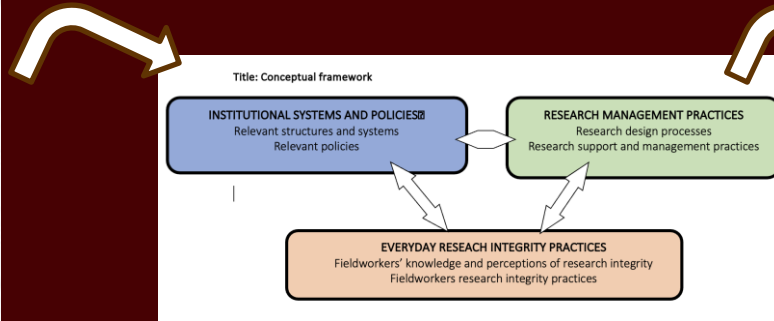 Title: Conceptual framework
INSTITUTIONAL SYSTEMS AND POLICIES
Relevant structures and systems
Relevant policies
RESEARCH MANAGEMENT PRACTICES
Research design processes
Research support and management practices
EVERYDAY RESEACH INTEGRITY PRACTICES
Fieldworkers’ knowledge and perceptions of research integrity
Fieldworkers research integrity practices